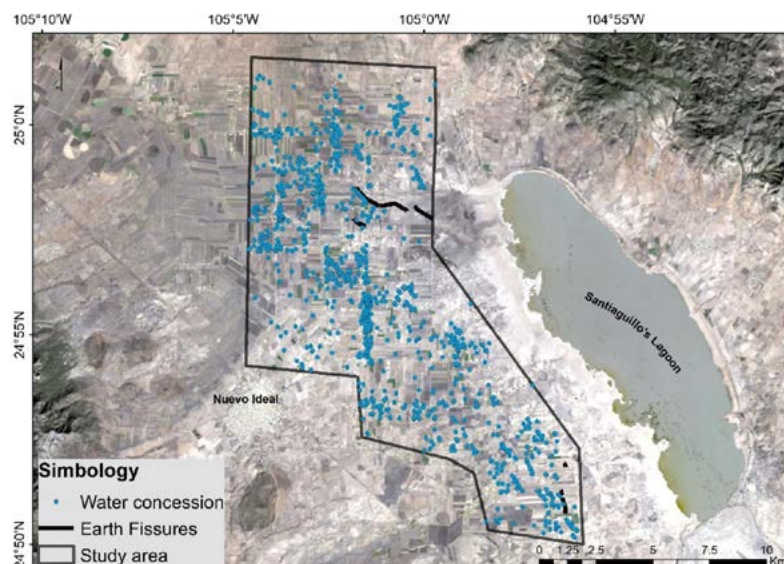 105°10'W
105°5'W
105°0'W
104°55'W
25°0'N
24°55'N
24°50'N
Santiaguillo's Lagoon
Nuevo Ideal
Simbology
Water concession
Earth Fissures
Study area
0 1.25 2.5 5 7.5 10